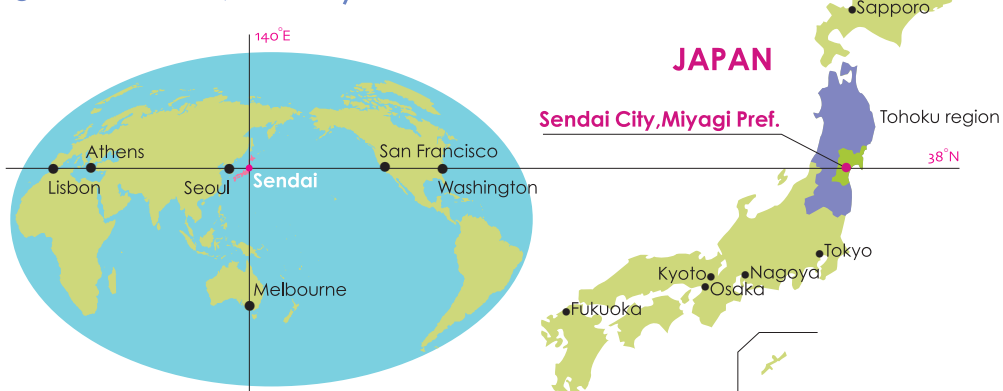 140°E
Athens
San Francisco
Lisbon
Seoul
Sendai
Washington
Melbourne
Sapporo
JAPAN
Sendai City,Miyagi Pref.
Tohoku region
38°N
Tokyo
Kyoto
Nagoya
Osaka
Fukuoka